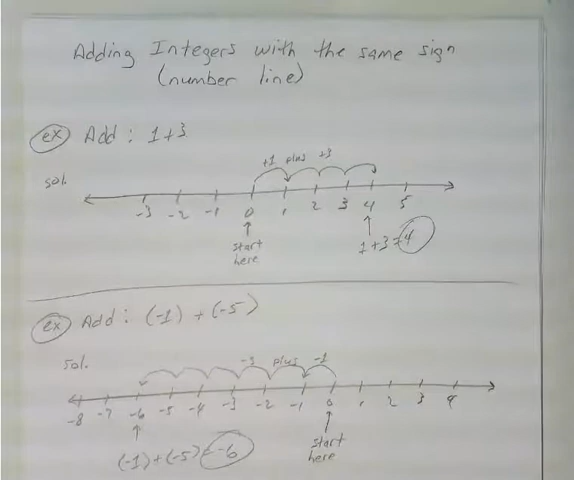 Adding Integers with the same sign
(number line)
ex Add : 1+3
+1 plus +3
sol.
-3 -2 -1 0 1 2 3 4 5
start here
1+3=4
ex Add : (-1) + (-5)
sol.
plus -1
-8 -7 -6 -5 -4 -3 -2 -1 0 1 2 3 4
(-1)+(-5)=-6
start here